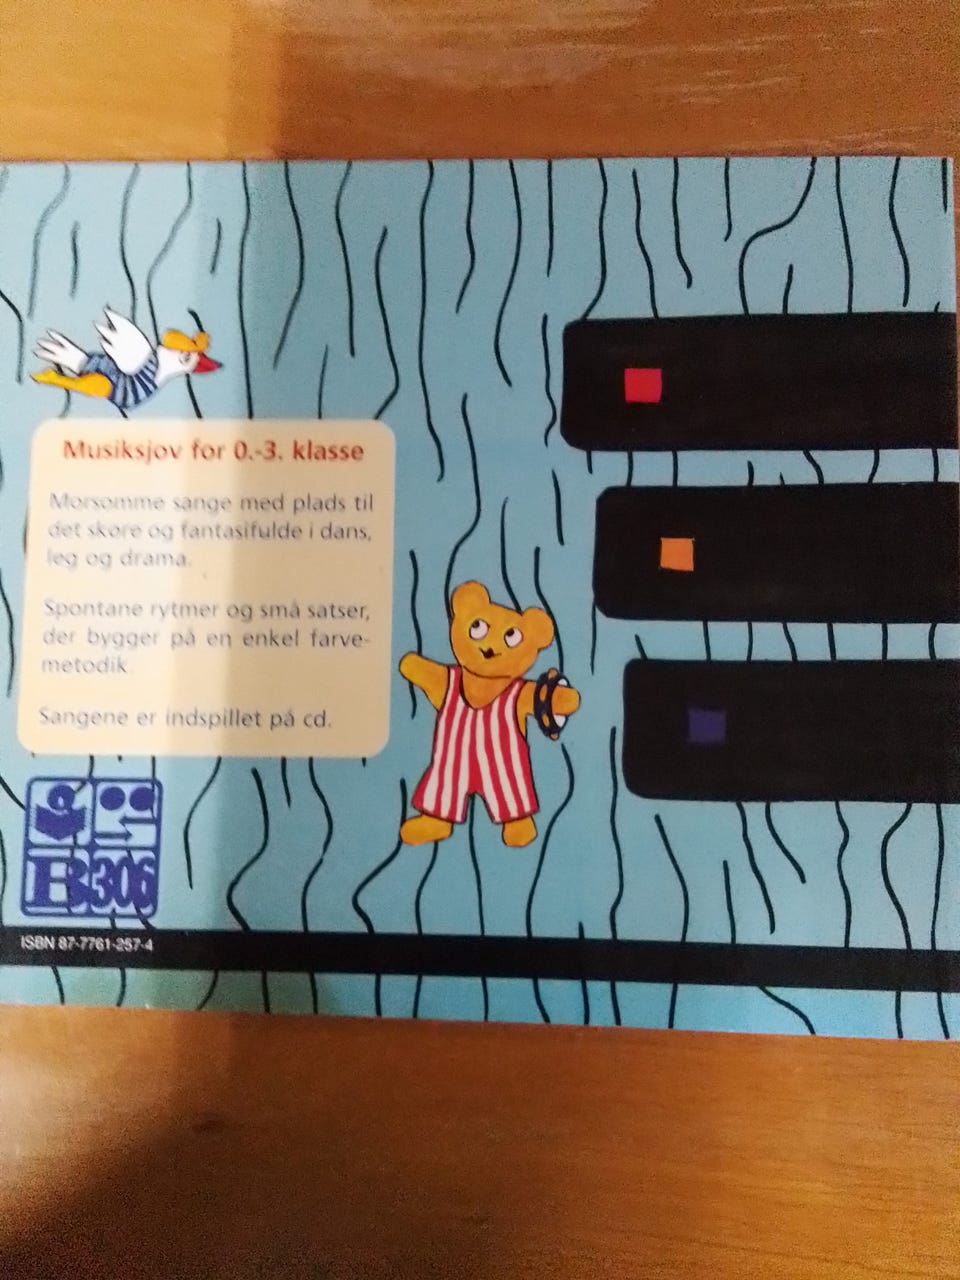 Musiksjov for 0.-3. klasse
Morsomme sange med plads til
det skøre og fantasifulde i dans,
leg og drama.
Spontane rytmer og små satser,
der bygger på en enkel farve-
metodik.
Sangene er indspillet på cd.
B306
ISBN 87-7761-257-4